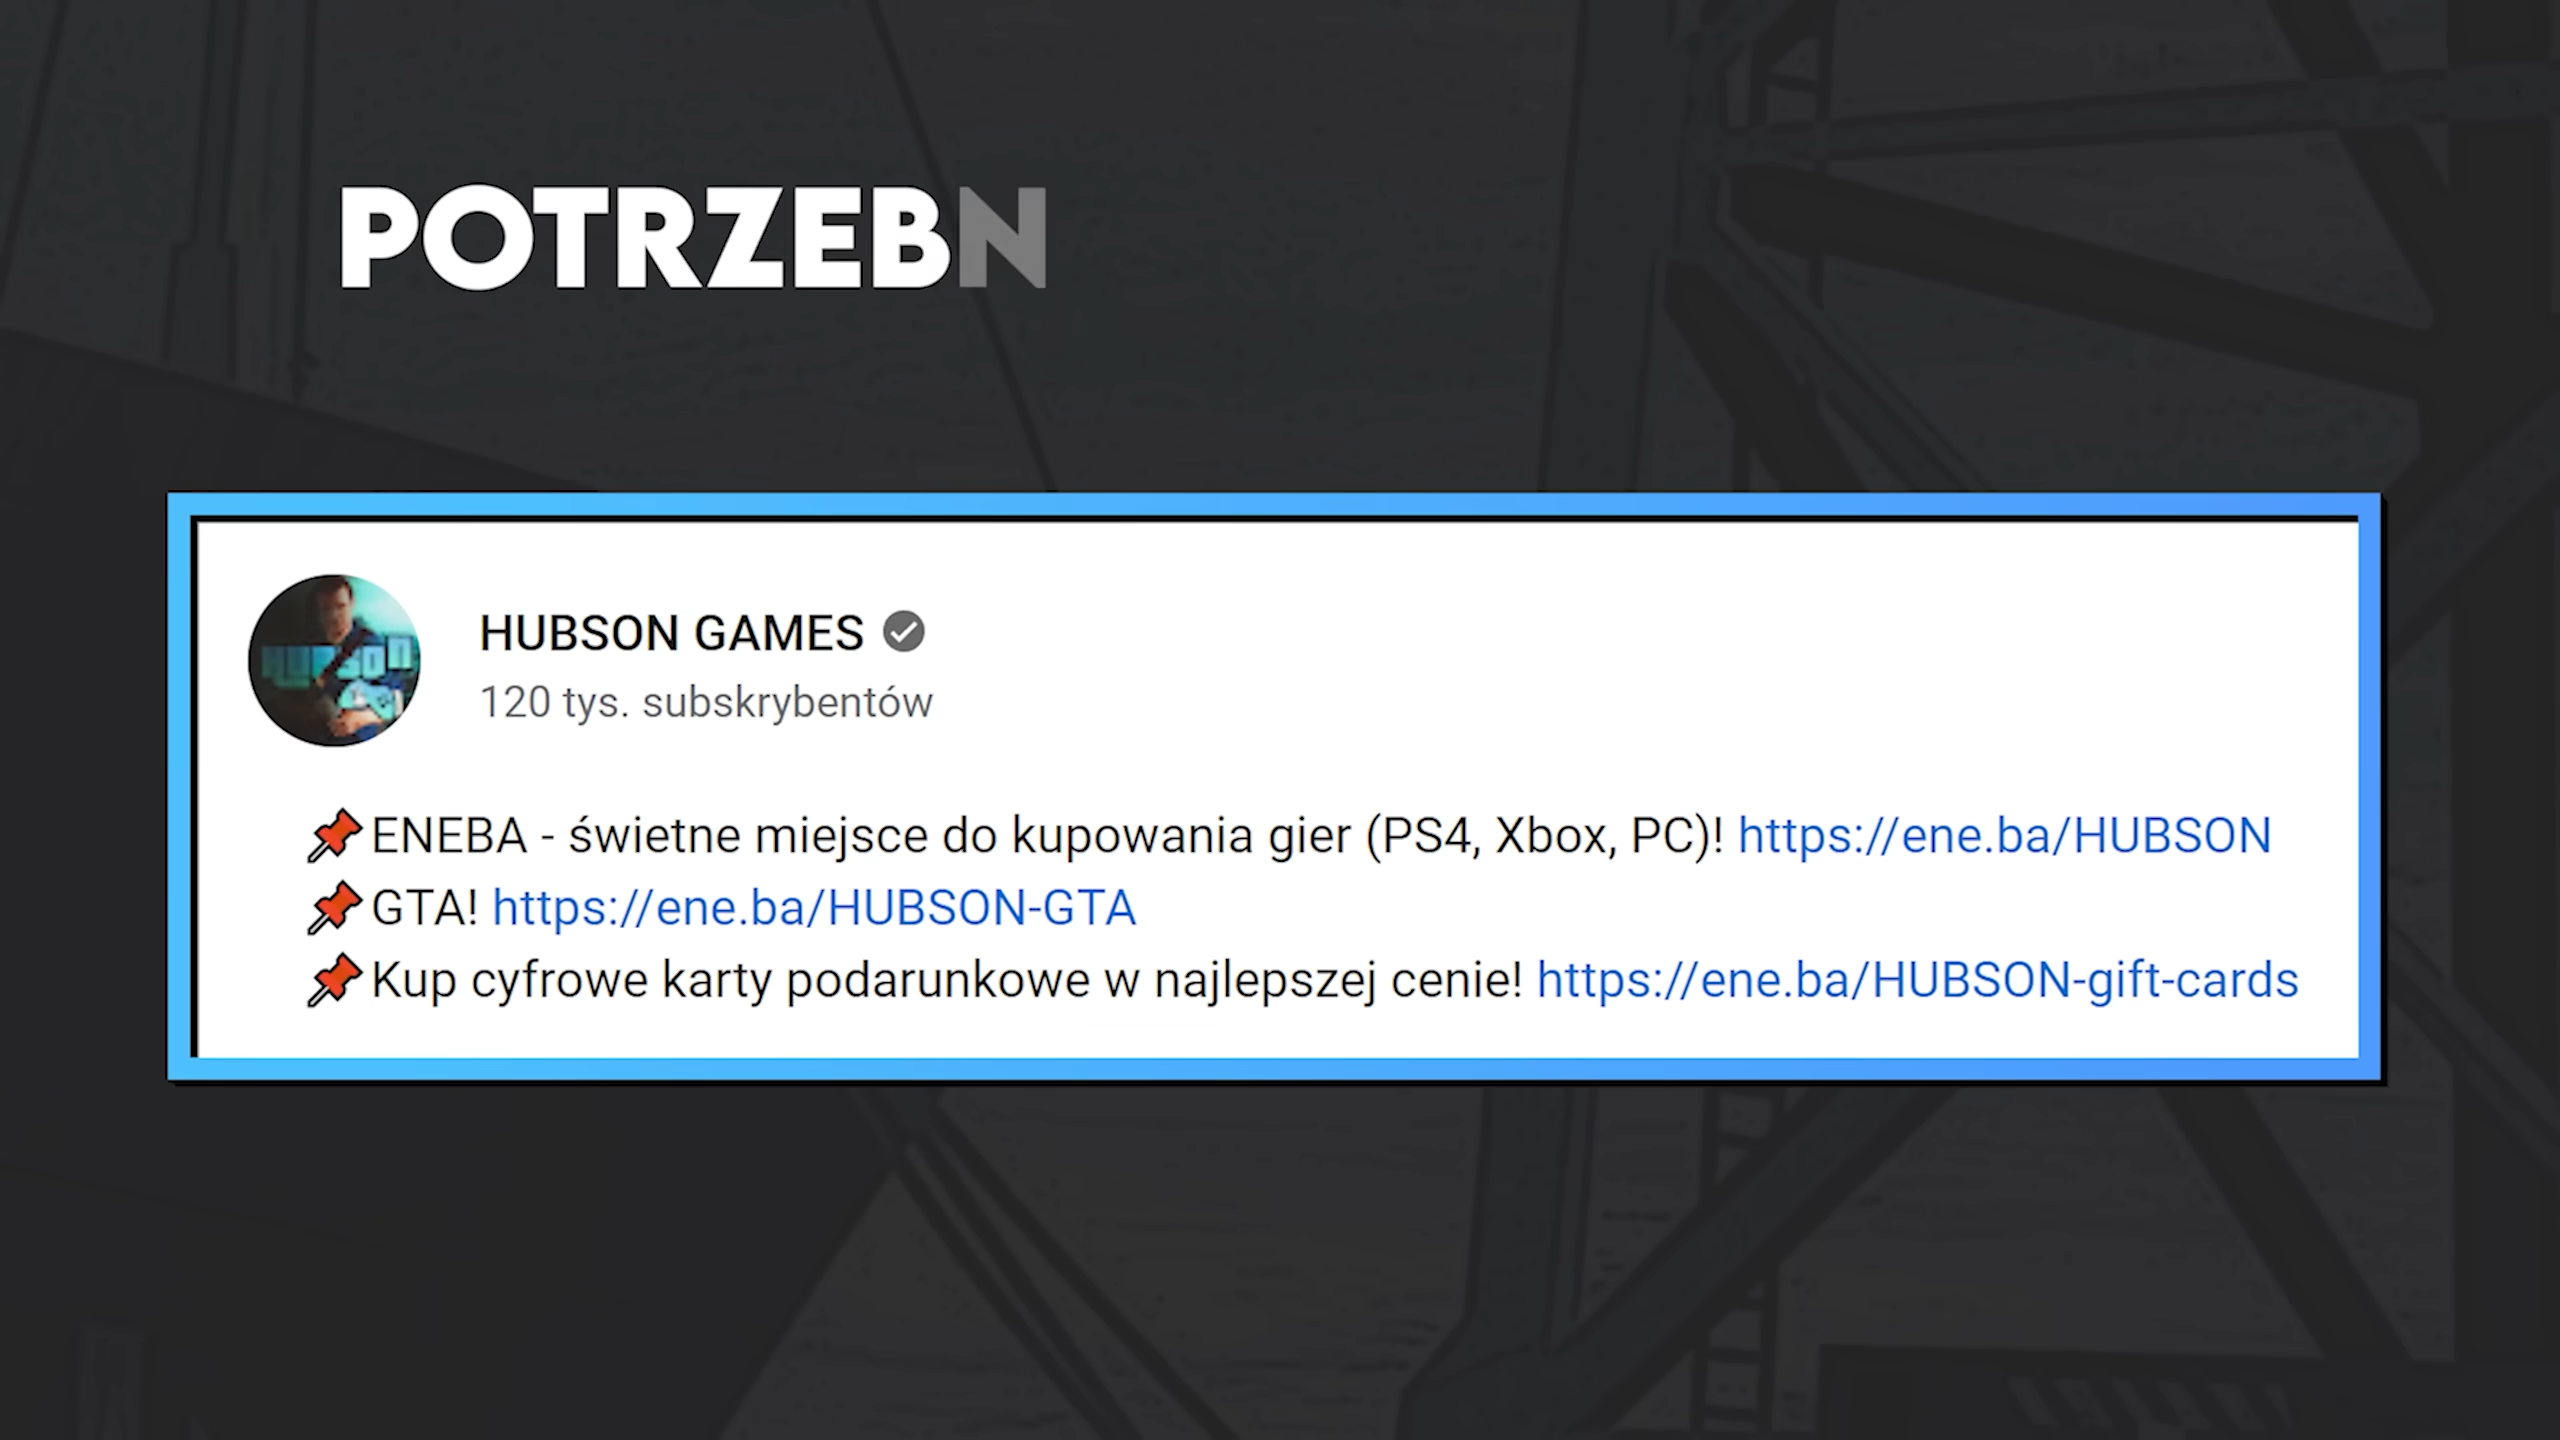 POTRZEBN
HUBSON
HUBSON GAMES
120 tys. subskrybentów
📌ENEBA - świetne miejsce do kupowania gier (PS4, Xbox, PC)! https://ene.ba/HUBSON
📌GTA! https://ene.ba/HUBSON-GTA
📌Kup cyfrowe karty podarunkowe w najlepszej cenie! https://ene.ba/HUBSON-gift-cards